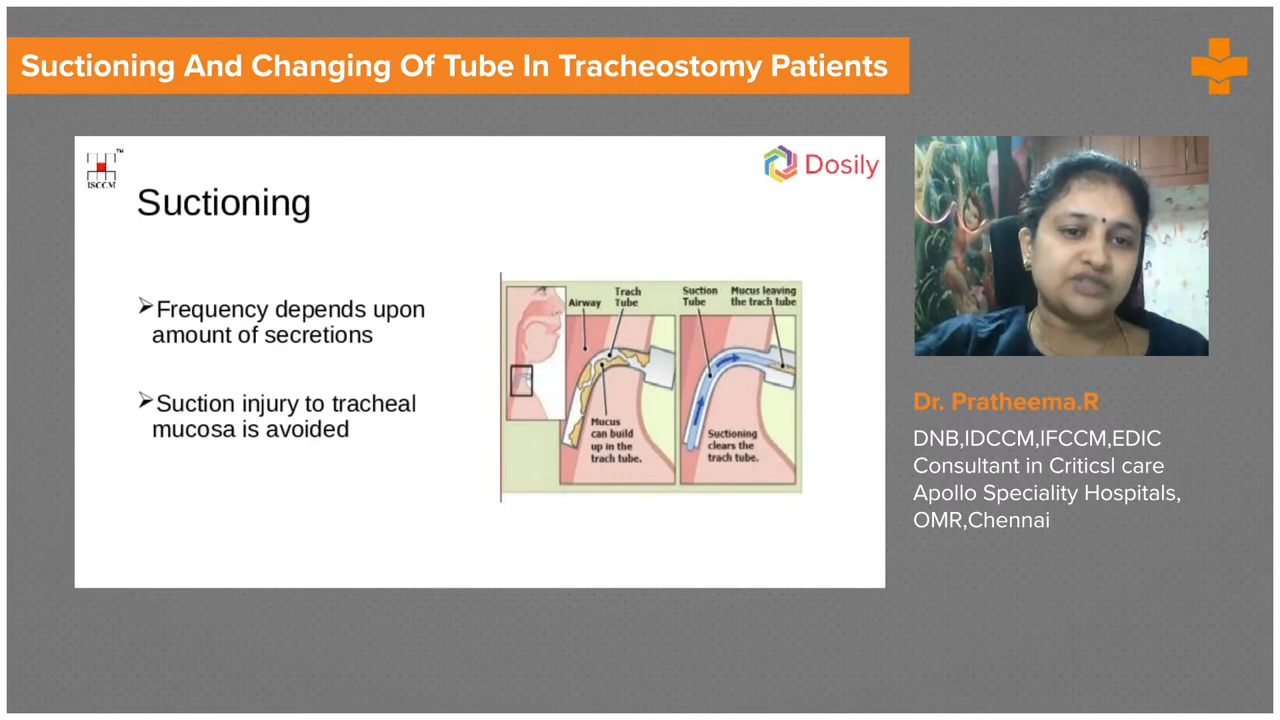 Suctioning And Changing Of Tube In Tracheostomy Patients
TM
ISCCM
Dosily
Suctioning
Frequency depends upon
amount of secretions
Suction injury to tracheal
mucosa is avoided
Airway
Trach
Tube
Mucus
can build
up in the
trach tube.
Suction
Tube
Mucus leaving
the trach tube
Suctioning
clears the
trach tube.
Dr. Pratheema.R
DNB,IDCCM,IFCCM,EDIC
Consultant in Criticsl care
Apollo Speciality Hospitals,
OMR,Chennai